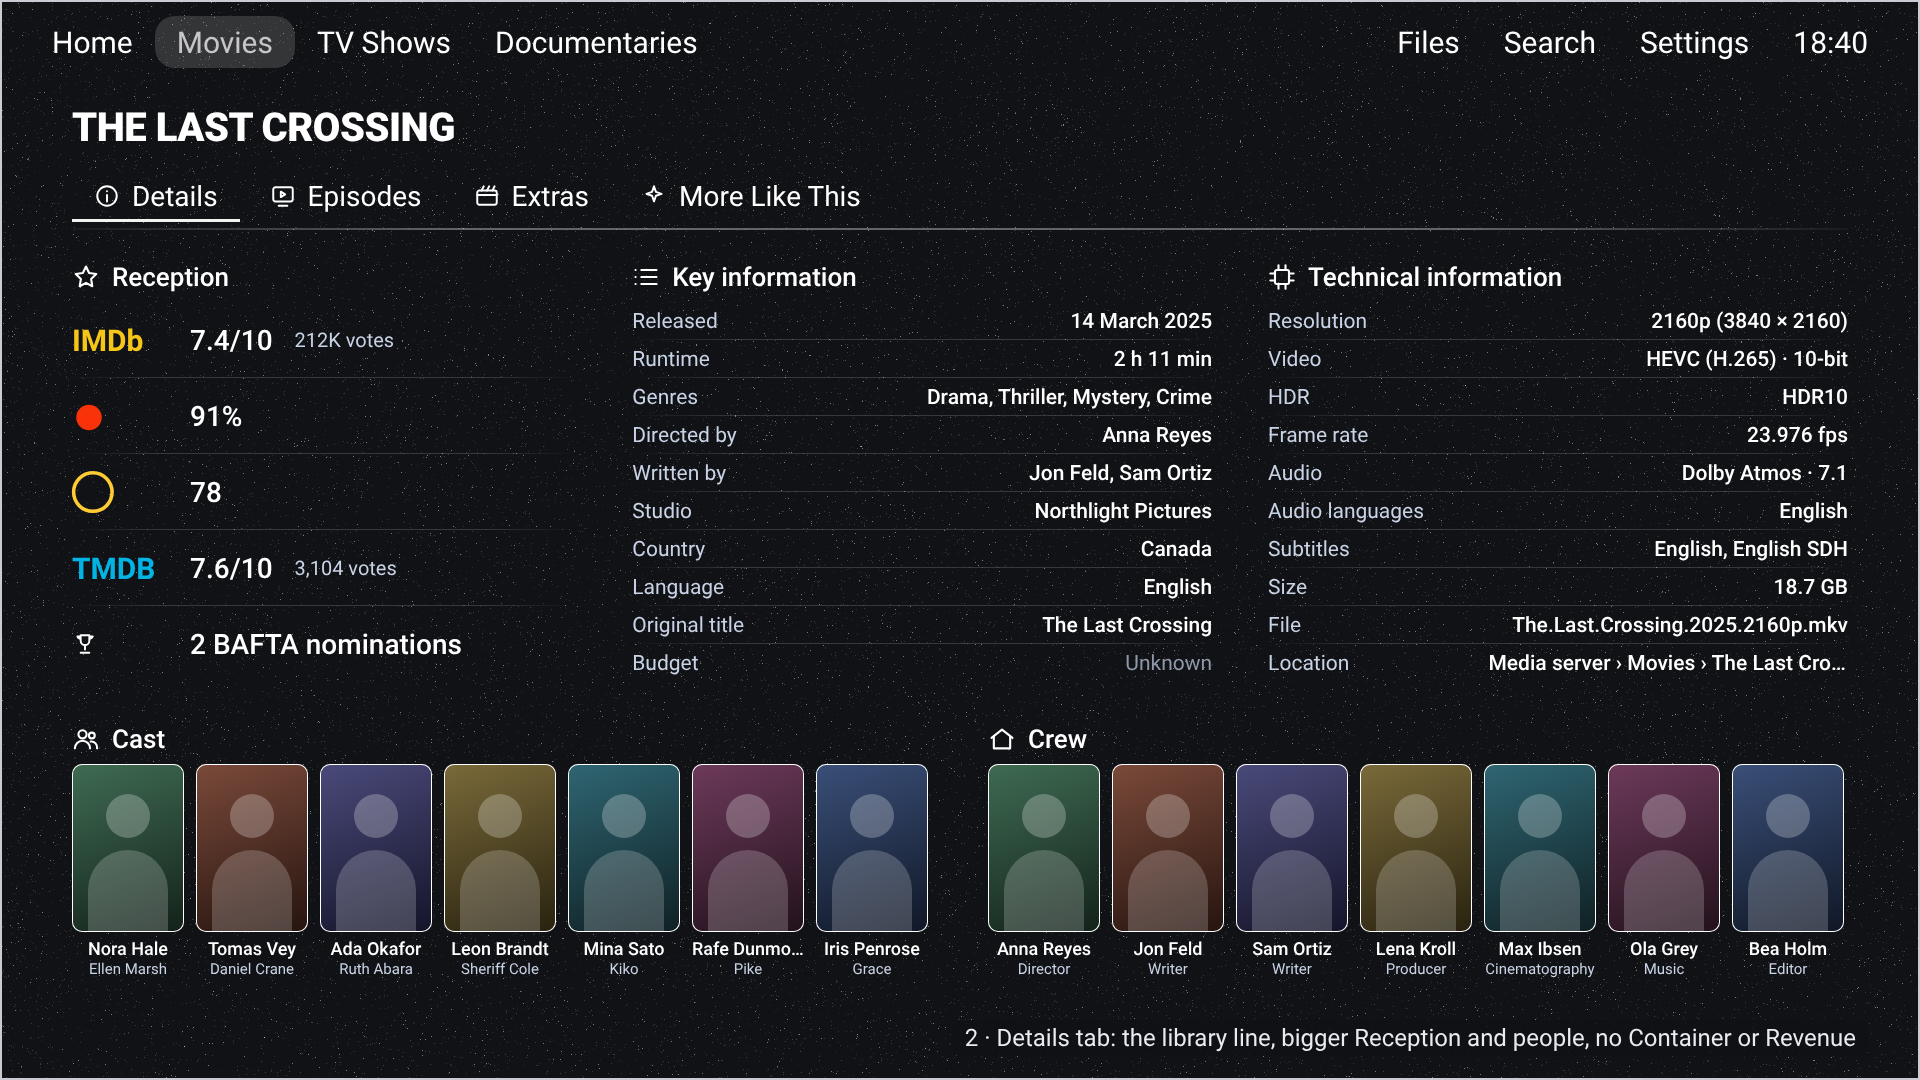 Home Movies TV Shows Documentaries Files Search Settings 18:40
THE LAST CROSSING
Details Episodes Extras More Like This
Reception
IMDb 7.4/10 212K votes
91%
78
TMDB 7.6/10 3,104 votes
2 BAFTA nominations
Key information
Released 14 March 2025
Runtime 2 h 11 min
Genres Drama, Thriller, Mystery, Crime
Directed by Anna Reyes
Written by Jon Feld, Sam Ortiz
Studio Northlight Pictures
Country Canada
Language English
Original title The Last Crossing
Budget Unknown
Technical information
Resolution 2160p (3840 × 2160)
Video HEVC (H.265) · 10-bit
HDR HDR10
Frame rate 23.976 fps
Audio Dolby Atmos · 7.1
Audio languages English
Subtitles English, English SDH
Size 18.7 GB
File The.Last.Crossing.2025.2160p.mkv
Location Media server › Movies › The Last Cro…
Cast
Nora Hale Tomas Vey Ada Okafor Leon Brandt Mina Sato Rafe Dunmo… Iris Penrose
Ellen Marsh Daniel Crane Ruth Abara Sheriff Cole Kiko Pike Grace
Crew
Anna Reyes Jon Feld Sam Ortiz Lena Kroll Max Ibsen Ola Grey Bea Holm
Director Writer Writer Producer Cinematography Music Editor
2 · Details tab: the library line, bigger Reception and people, no Container or Revenue